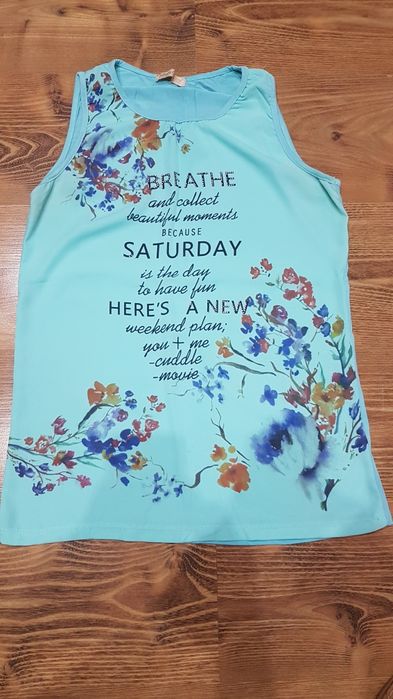 BREATHE
and collect
beautiful moments
BECAUSE
SATURDAY
is the day
to have fun
HERE'S A NEW
weekend plan;
you + me
-cuddle
-movie